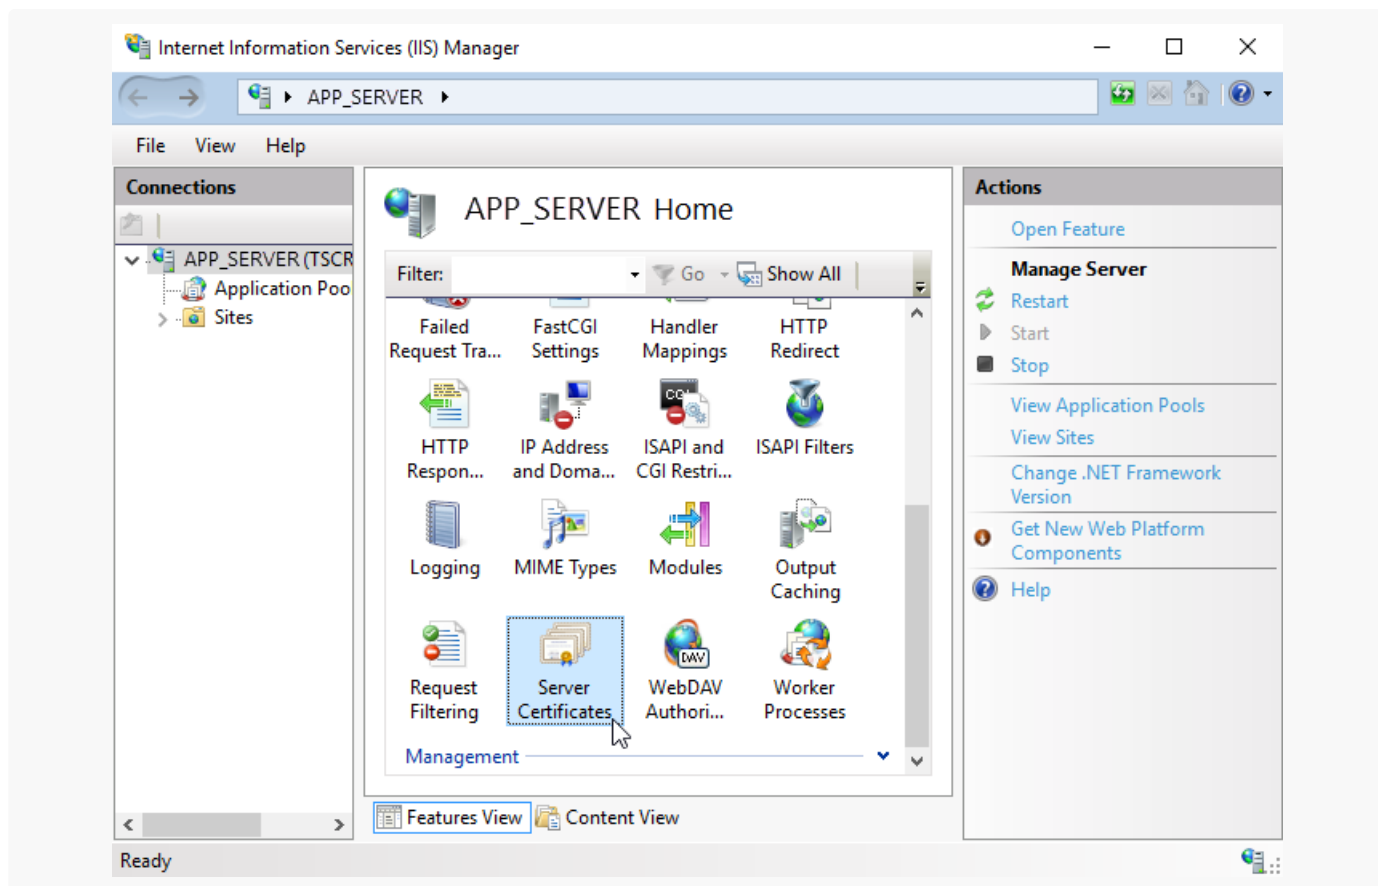 Internet Information Services (IIS) Manager
APP_SERVER
File View Help
Connections
APP_SERVER (TSCR
Application Poo
Sites
APP_SERVER Home
Filter:
Go
Show All
Failed
Request Tra...
FastCGI
Settings
Handler
Mappings
HTTP
Redirect
HTTP
Respon...
IP Address
and Doma...
ISAPI and
CGI Restri...
ISAPI Filters
Logging
MIME Types
Modules
Output
Caching
Request
Filtering
Server
Certificates
DAV
WebDAV
Authori...
Worker
Processes
Management
Features View
Content View
Actions
Open Feature
Manage Server
Restart
Start
Stop
View Application Pools
View Sites
Change .NET Framework
Version
Get New Web Platform
Components
Help
Ready